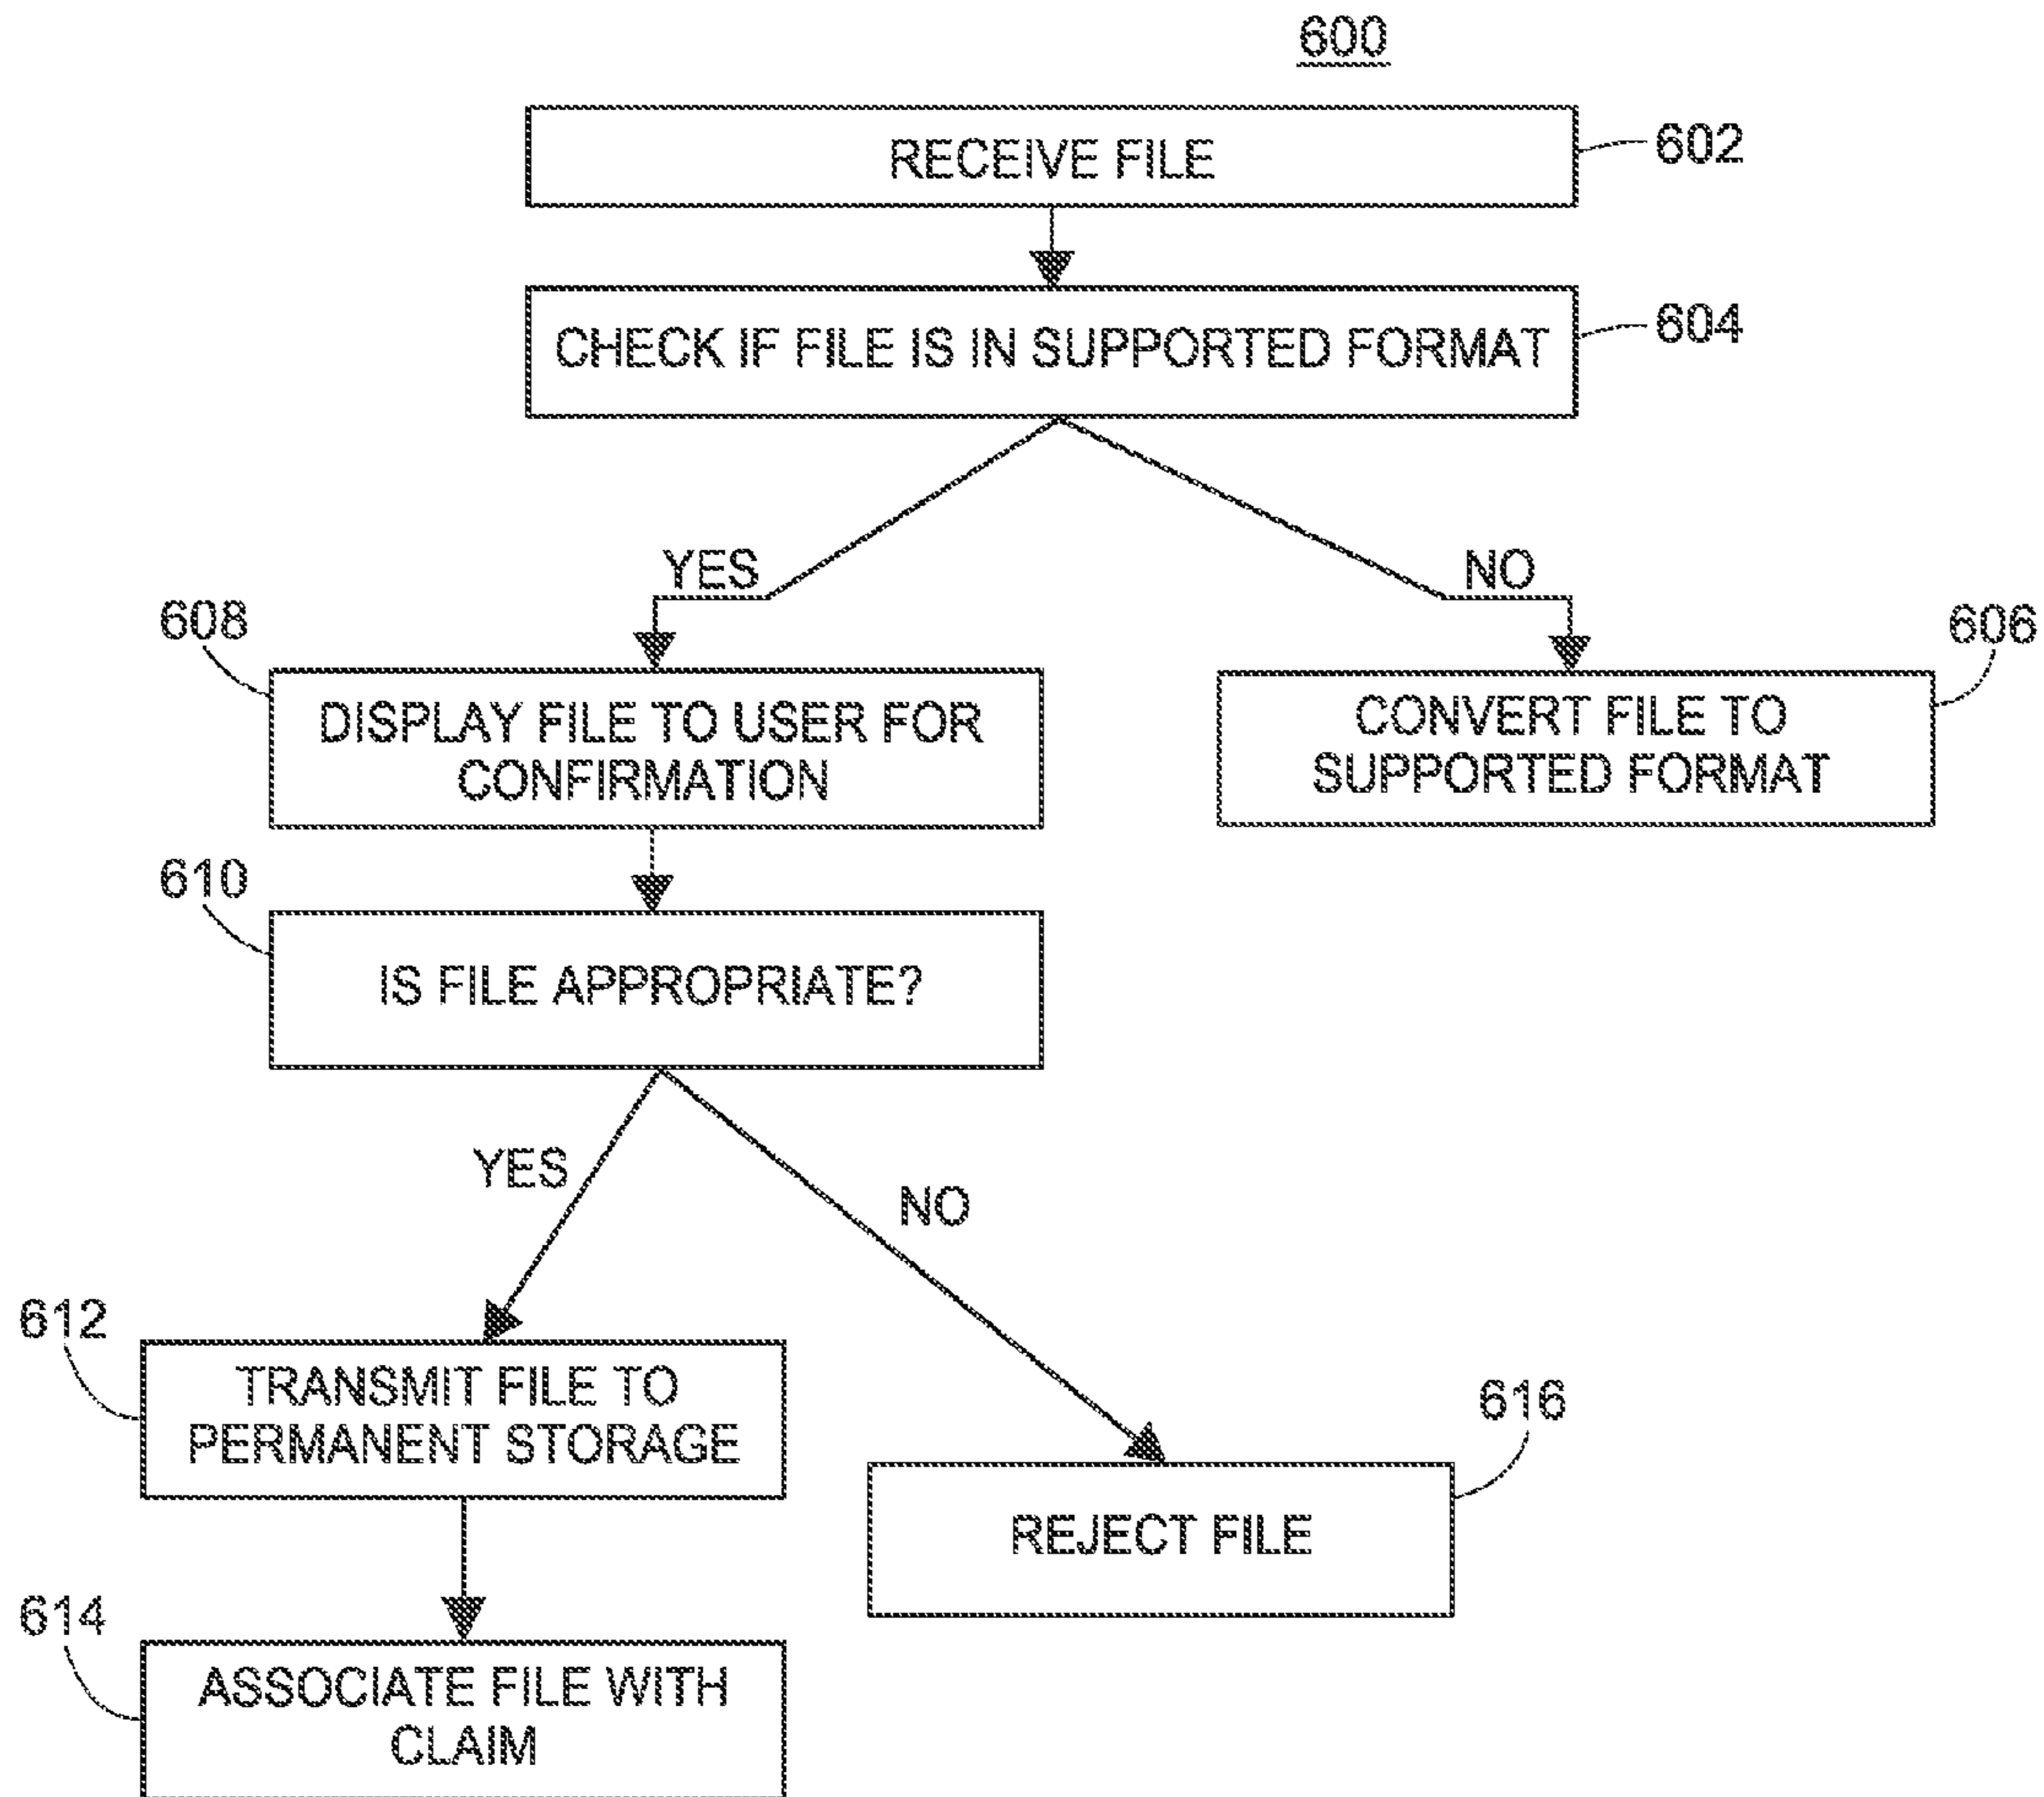 600
RECEIVE FILE
602
CHECK IF FILE IS IN SUPPORTED FORMAT
604
YES
NO
608
606
DISPLAY FILE TO USER FOR
CONFIRMATION
CONVERT FILE TO
SUPPORTED FORMAT
610
IS FILE APPROPRIATE?
YES
NO
612
TRANSMIT FILE TO
PERMANENT STORAGE
616
REJECT FILE
614
ASSOCIATE FILE WITH
CLAIM